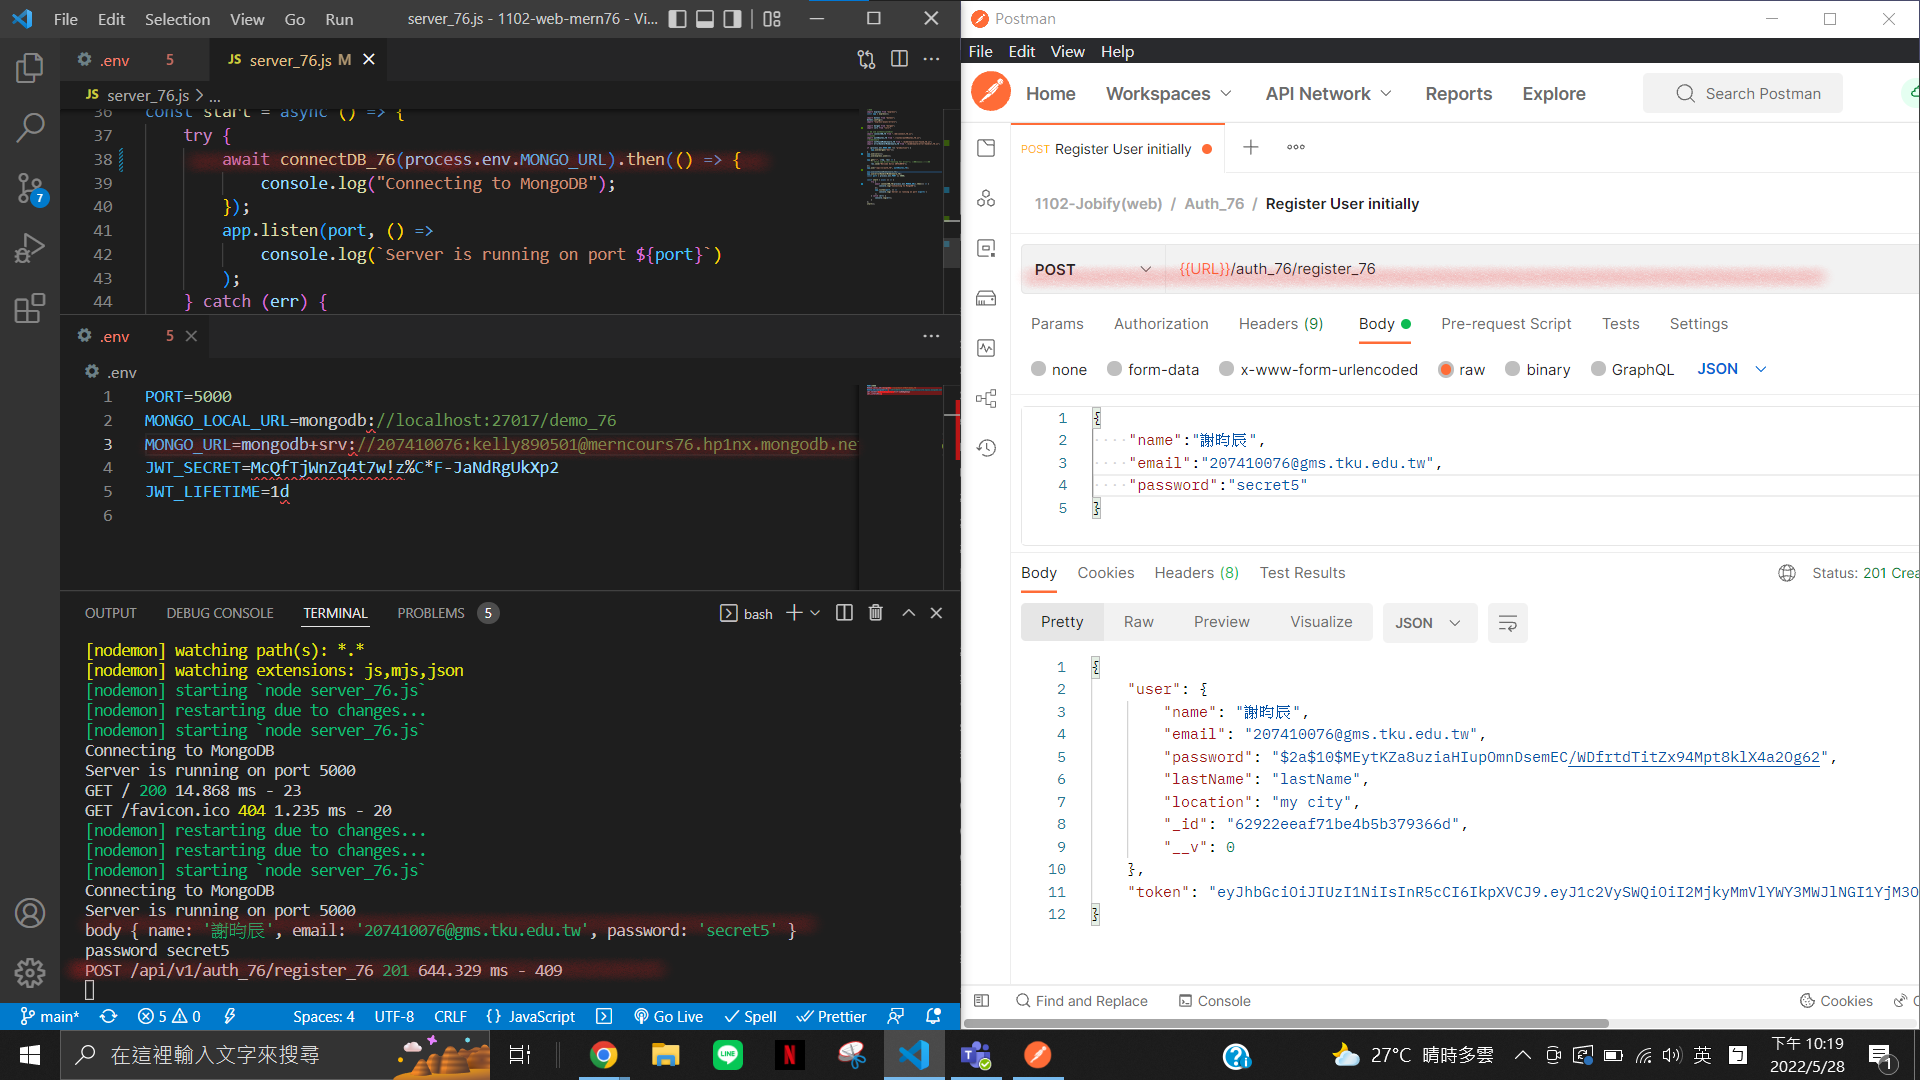 File Edit Selection View Go Run server_76.js - 1102-web-mern76 - Vi...
.env 5 JS server_76.js M
JS server_76.js > ...
36 const start = async () => {
37 try {
38 await connectDB_76(process.env.MONGO_URL).then(() => {
39 console.log("Connecting to MongoDB");
40 });
41 app.listen(port, () =>
42 console.log(`Server is running on port ${port}`)
43 );
44 } catch (err) {
.env 5
.env
1 PORT=5000
2 MONGO_LOCAL_URL=mongodb://localhost:27017/demo_76
3 MONGO_URL=mongodb+srv://207410076:kelly890501@merncours76.hp1nx.mongodb.ne
4 JWT_SECRET=McQfTjWnZq4t7w!z%C*F-JaNdRgUkXp2
5 JWT_LIFETIME=1d
6
OUTPUT DEBUG CONSOLE TERMINAL PROBLEMS 5 bash
[nodemon] watching path(s): *.*
[nodemon] watching extensions: js,mjs,json
[nodemon] starting `node server_76.js`
[nodemon] restarting due to changes...
[nodemon] starting `node server_76.js`
Connecting to MongoDB
Server is running on port 5000
GET / 200 14.868 ms - 23
GET /favicon.ico 404 1.235 ms - 20
[nodemon] restarting due to changes...
[nodemon] restarting due to changes...
[nodemon] starting `node server_76.js`
Connecting to MongoDB
Server is running on port 5000
body { name: '謝昀辰', email: '207410076@gms.tku.edu.tw', password: 'secret5' }
password secret5
POST /api/v1/auth_76/register_76 201 644.329 ms - 409
main* 5 0 Spaces: 4 UTF-8 CRLF {} JavaScript Go Live Spell Prettier
7
Postman
File Edit View Help
Home Workspaces API Network Reports Explore Search Postman
POST Register User initially
1102-Jobify(web) / Auth_76 / Register User initially
POST {{URL}}/auth_76/register_76
Params Authorization Headers (9) Body Pre-request Script Tests Settings
none form-data x-www-form-urlencoded raw binary GraphQL JSON
1 {
2 "name":"謝昀辰",
3 "email":"207410076@gms.tku.edu.tw",
4 "password":"secret5"
5 }
Body Cookies Headers (8) Test Results Status: 201 Crea
Pretty Raw Preview Visualize JSON
1 {
2 "user": {
3 "name": "謝昀辰",
4 "email": "207410076@gms.tku.edu.tw",
5 "password": "$2a$10$MEytKZa8uziaHIupOmnDsemEC/WDfrtdTitZx94Mpt8klX4a2Og62",
6 "lastName": "lastName",
7 "location": "my city",
8 "_id": "62922eeaf71be4b5b379366d",
9 "__v": 0
10 },
11 "token": "eyJhbGciOiJIUzI1NiIsInR5cCI6IkpXVCJ9.eyJ1c2VySWQiOiI2MjkyMmVlYWY3MWJlNGI1YjM3O
12 }
Find and Replace Console Cookies
在這裡輸入文字來搜尋
LINE N
27°C 晴時多雲 英 下午 10:19
2022/5/28
1